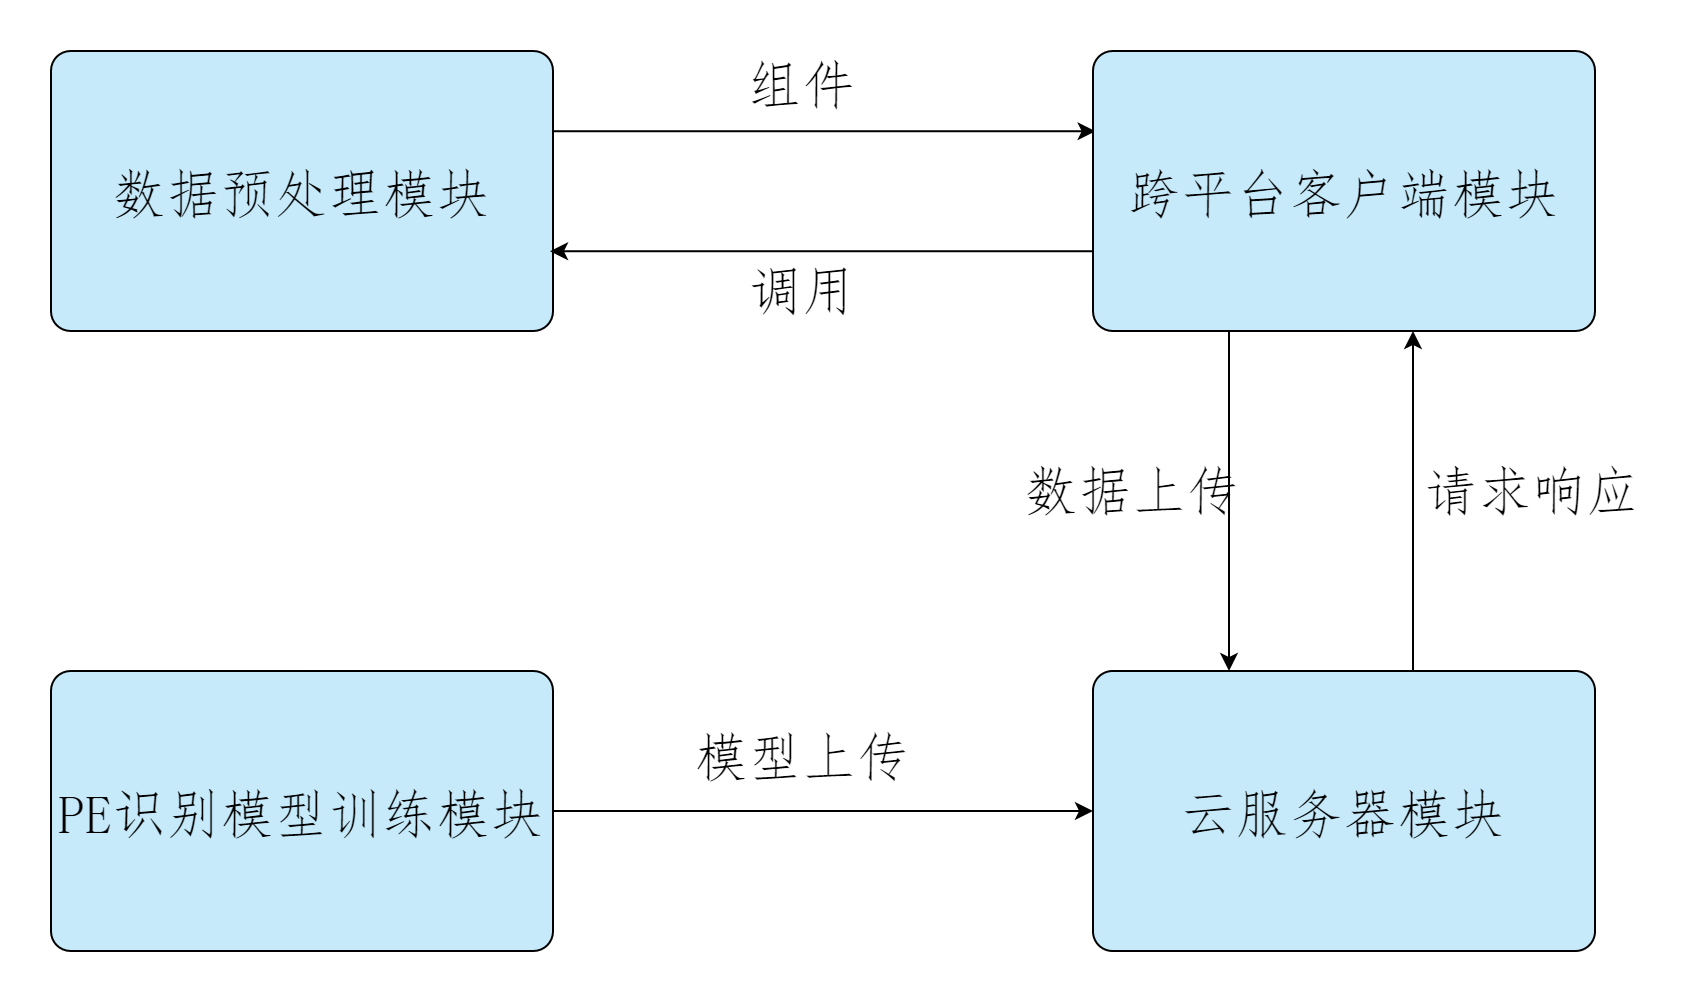 组件
数据预处理模块
跨平台客户端模块
调用
数据上传
请求响应
模型上传
PE识别模型训练模块
云服务器模块